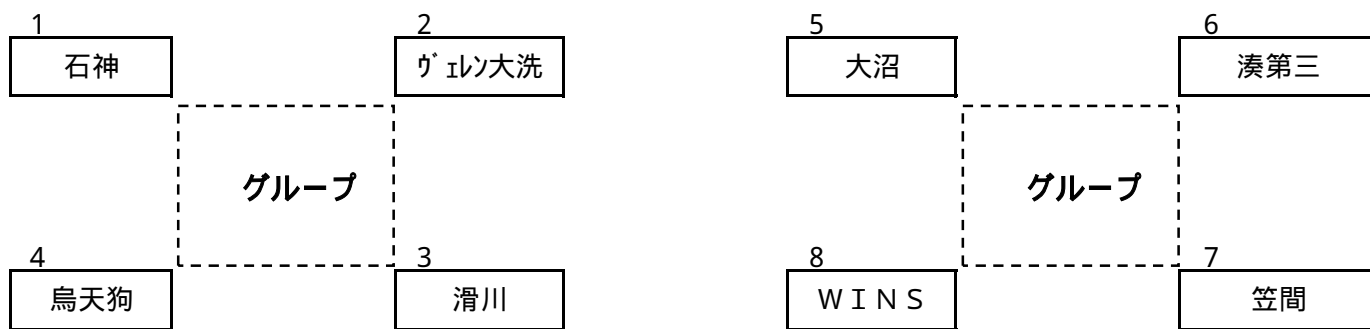 1 2 5 6
石神 ヴェレン大洗 大沼 湊第三
グループ グループ
4 3 8 7
烏天狗 滑川 ＷＩＮＳ 笠間